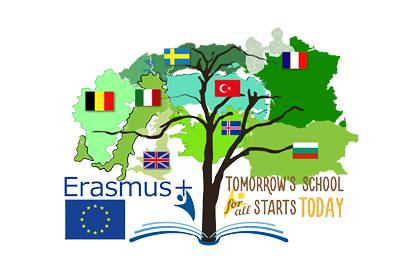 Erasmus+
TOMORROW'S SCHOOL
for all STARTS TODAY